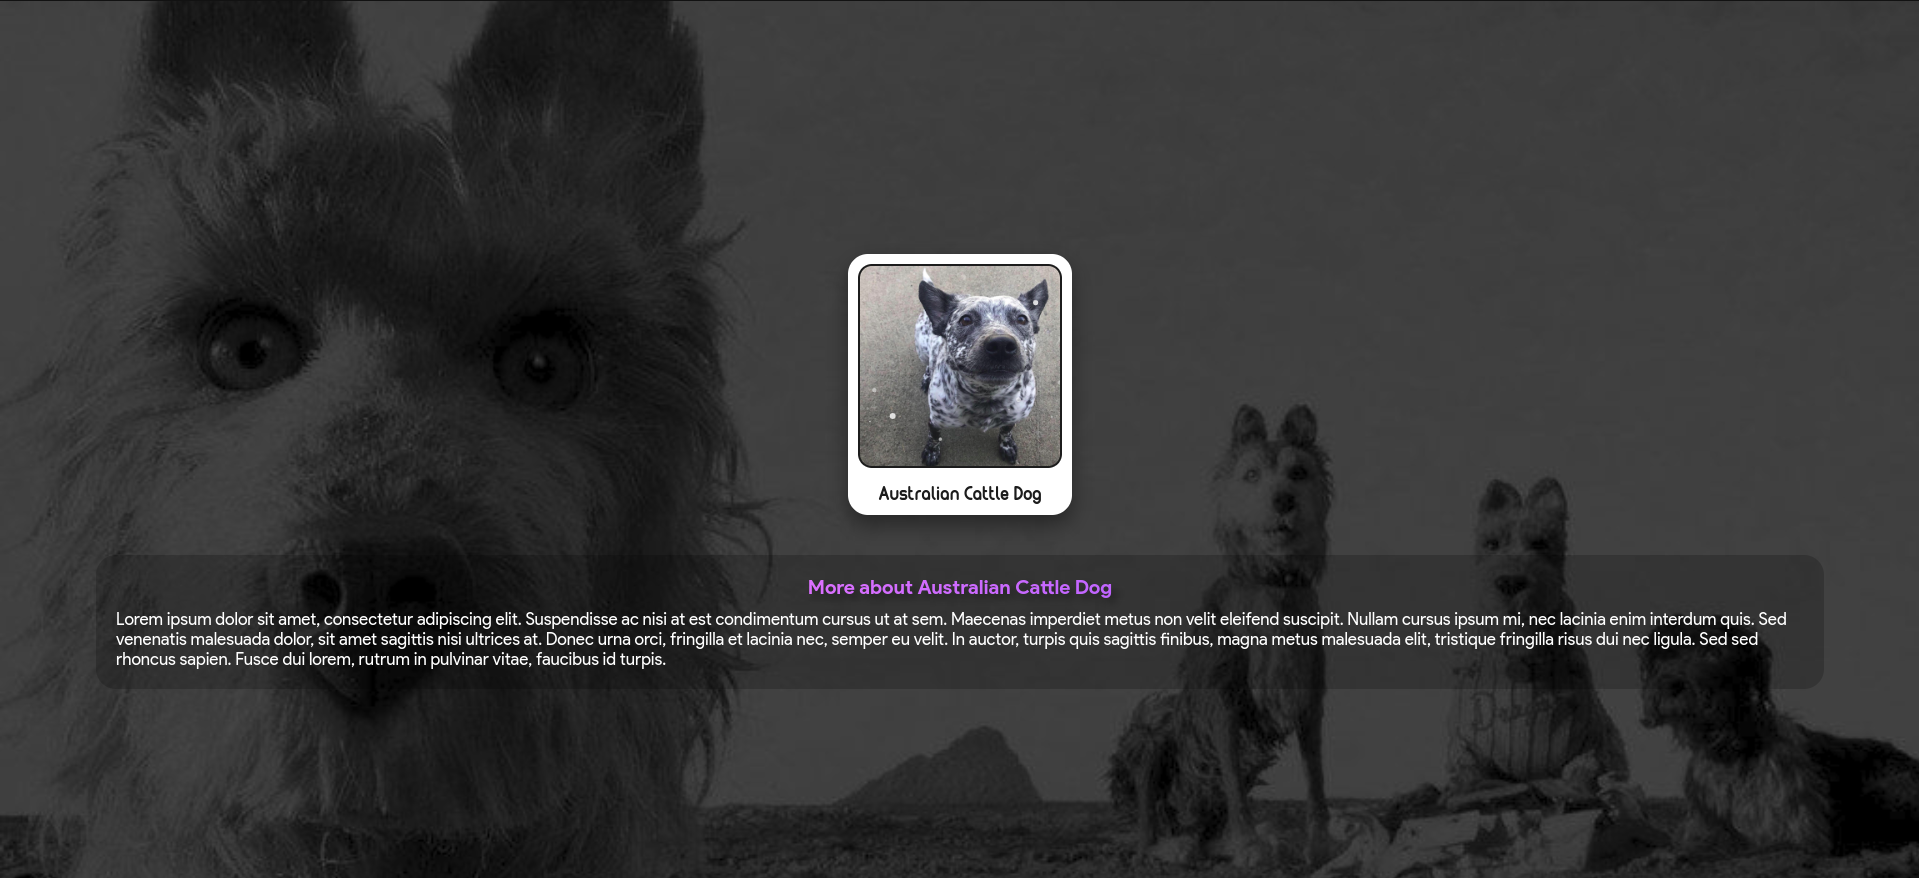 Australian Cattle Dog
More about Australian Cattle Dog
Lorem ipsum dolor sit amet, consectetur adipiscing elit. Suspendisse ac nisi at est condimentum cursus ut at sem. Maecenas imperdiet metus non velit eleifend suscipit. Nullam cursus ipsum mi, nec lacinia enim interdum quis. Sed
venenatis malesuada dolor, sit amet sagittis nisi ultrices at. Donec urna orci, fringilla et lacinia nec, semper eu velit. In auctor, turpis quis sagittis finibus, magna metus malesuada elit, tristique fringilla risus dui nec ligula. Sed sed
rhoncus sapien. Fusce dui lorem, rutrum in pulvinar vitae, faucibus id turpis.